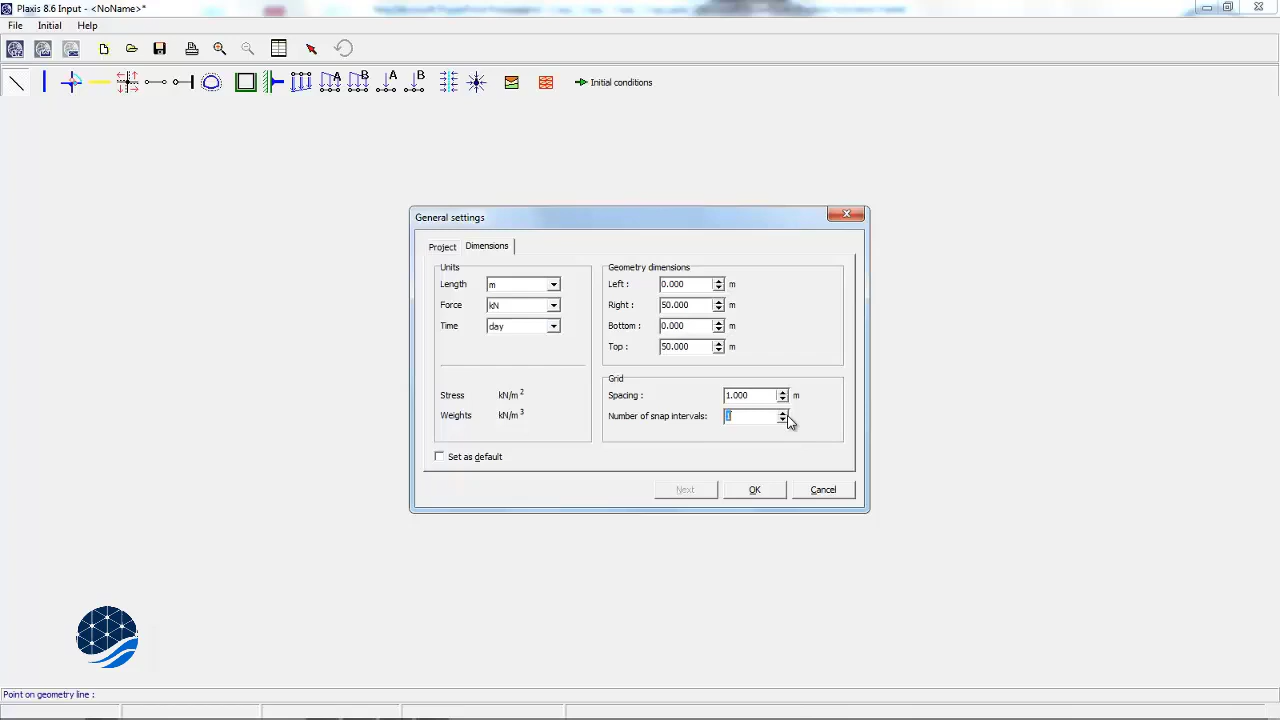 Plaxis 8.6 Input - <NoName>*
File Initial Help
A B A B Initial conditions
General settings
Project Dimensions
Units
Length m
Force kN
Time day
Stress kN/m 2
Weights kN/m 3
Set as default
Geometry dimensions
Left : 0.000 m
Right : 50.000 m
Bottom : 0.000 m
Top : 50.000 m
Grid
Spacing : 1.000 m
Number of snap intervals:
Next OK Cancel
Point on geometry line :